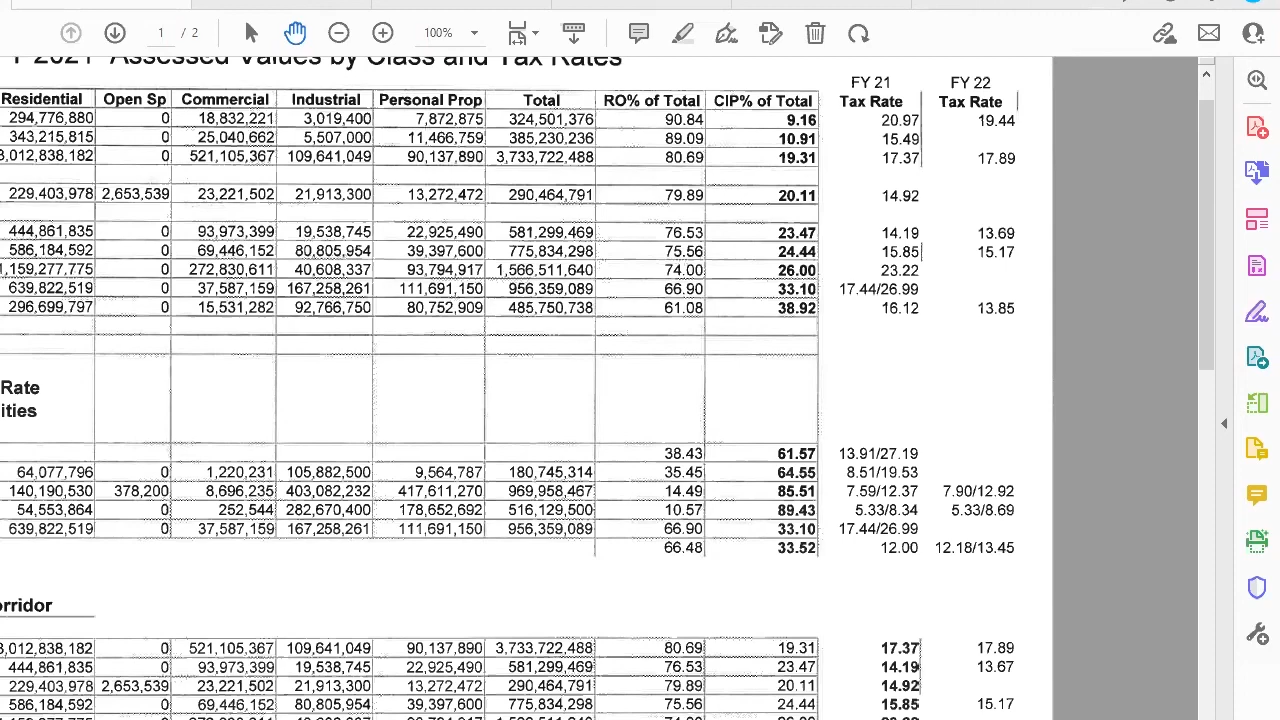 1 / 2 100%
Y 2021 Assessed Values by Class and Tax Rates
FY 21 FY 22
Residential Open Sp Commercial Industrial Personal Prop Total RO% of Total CIP% of Total Tax Rate Tax Rate
294,776,880 0 18,832,221 3,019,400 7,872,875 324,501,376 90.84 9.16 20.97 19.44
343,215,815 0 25,040,662 5,507,000 11,466,759 385,230,236 89.09 10.91 15.49
3,012,838,182 0 521,105,367 109,641,049 90,137,890 3,733,722,488 80.69 19.31 17.37 17.89
229,403,978 2,653,539 23,221,502 21,913,300 13,272,472 290,464,791 79.89 20.11 14.92
444,861,835 0 93,973,399 19,538,745 22,925,490 581,299,469 76.53 23.47 14.19 13.69
586,184,592 0 69,446,152 80,805,954 39,397,600 775,834,298 75.56 24.44 15.85 15.17
1,159,277,775 0 272,830,611 40,608,337 93,794,917 1,566,511,640 74.00 26.00 23.22
639,822,519 0 37,587,159 167,258,261 111,691,150 956,359,089 66.90 33.10 17.44/26.99
296,699,797 0 15,531,282 92,766,750 80,752,909 485,750,738 61.08 38.92 16.12 13.85
Rate
ities
38.43 61.57 13.91/27.19
64,077,796 0 1,220,231 105,882,500 9,564,787 180,745,314 35.45 64.55 8.51/19.53
140,190,530 378,200 8,696,235 403,082,232 417,611,270 969,958,467 14.49 85.51 7.59/12.37 7.90/12.92
54,553,864 0 252,544 282,670,400 178,652,692 516,129,500 10.57 89.43 5.33/8.34 5.33/8.69
639,822,519 0 37,587,159 167,258,261 111,691,150 956,359,089 66.90 33.10 17.44/26.99
66.48 33.52 12.00 12.18/13.45
orridor
3,012,838,182 0 521,105,367 109,641,049 90,137,890 3,733,722,488 80.69 19.31 17.37 17.89
444,861,835 0 93,973,399 19,538,745 22,925,490 581,299,469 76.53 23.47 14.19 13.67
229,403,978 2,653,539 23,221,502 21,913,300 13,272,472 290,464,791 79.89 20.11 14.92
586,184,592 0 69,446,152 80,805,954 39,397,600 775,834,298 75.56 24.44 15.85 15.17